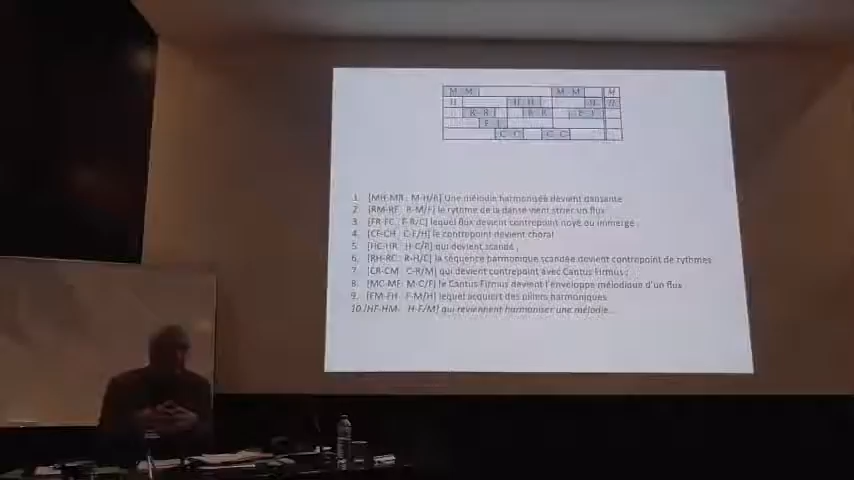 M M M M M
H H H H H
R R R R F F
F F
C C C C
1. [MH-MR : M-H/R] Une mélodie harmonisée devient dansante
2. [RM-RF : R-M/F] le rytme de la danse vient strier un flux
3. [FR-FC : F-R/C] lequel flux devient contrepoint noyé ou immergé :
4. [CF-CH : C-F/H] le contrepoint devient choral
5. [HC-HR : H-C/R] qui devient scandé ;
6. [RH-RC : R-H/C] la séquence harmonique scandée devient contrepoint de rythmes
7. [CR-CM : C-R/M] qui devient contrepoint avec Cantus Firmus ;
8. [MC-MF : M-C/F] le Cantus Firmus devient l'enveloppe mélodique d'un flux
9. [FM-FH : F-M/H] lequel acquiert des piliers harmoniques
10. [HF-HM : H-F/M] qui reviennent harmoniser une mélodie...